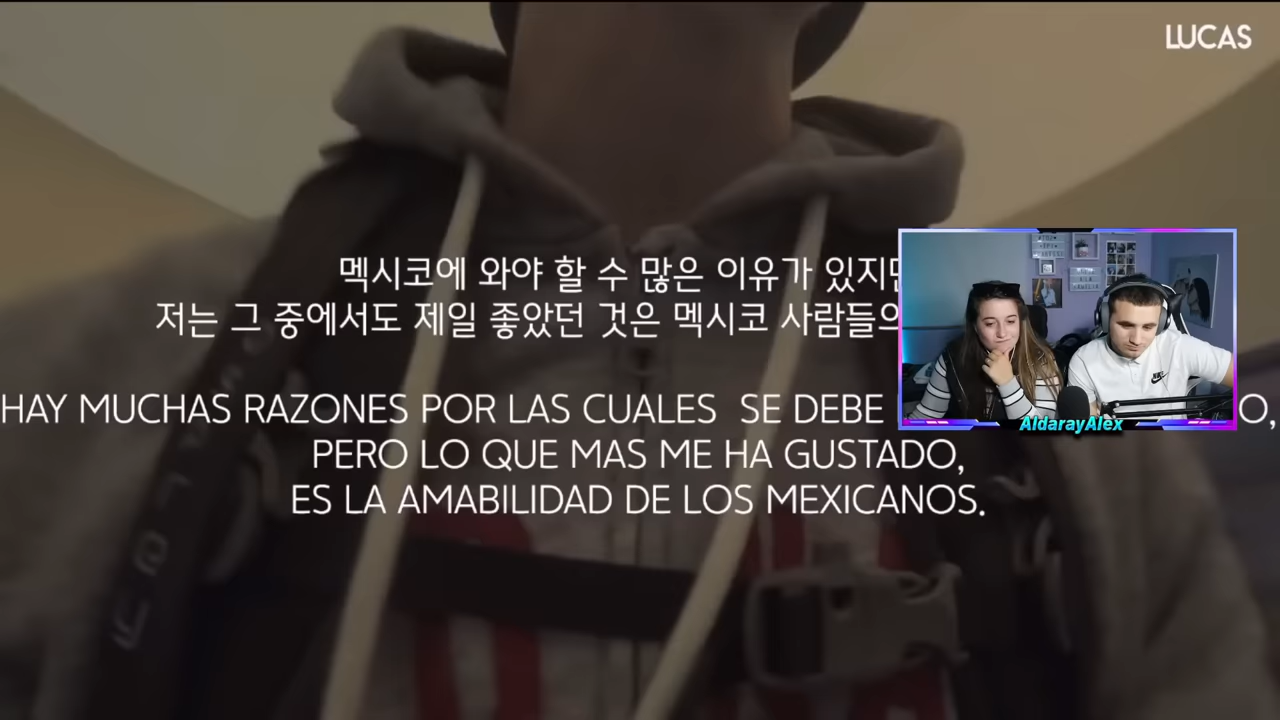 LUCAS
멕시코에 와야 할 수 많은 이유가 있지만
저는 그 중에서도 제일 좋았던 것은 멕시코 사람들의
HAY MUCHAS RAZONES POR LAS CUALES SE DEBE O,
PERO LO QUE MAS ME HA GUSTADO,
ES LA AMABILIDAD DE LOS MEXICANOS.
AldarayAlex